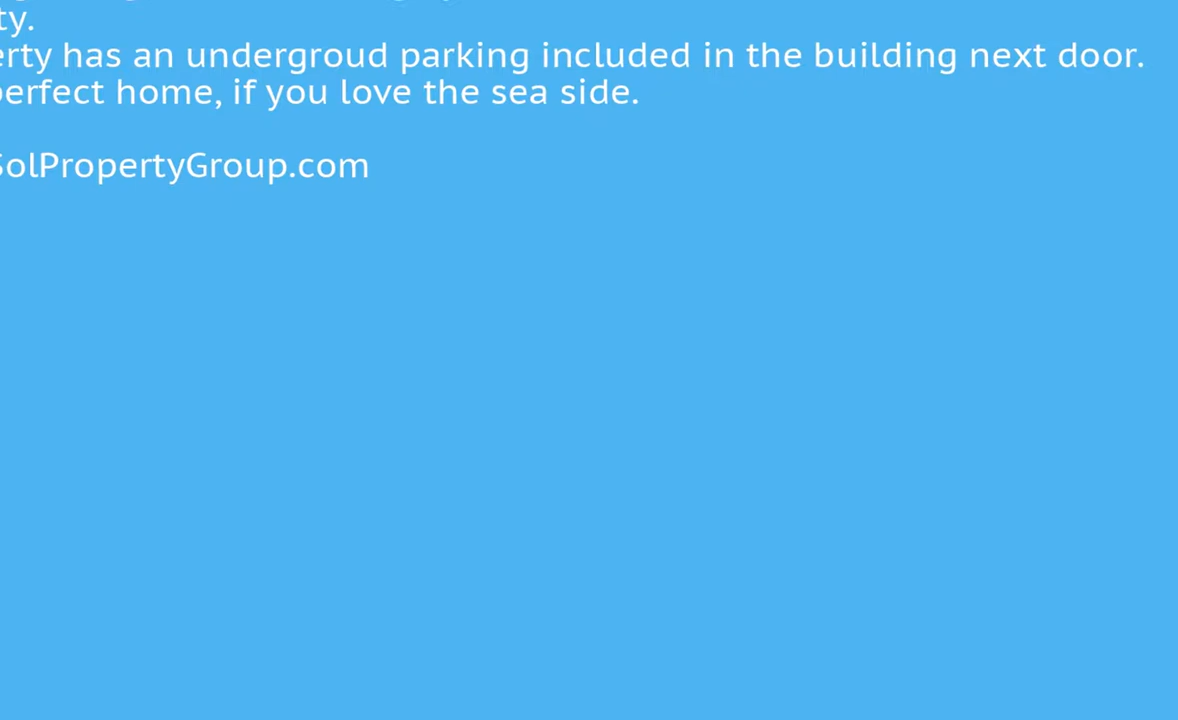 ty.
erty has an undergroud parking included in the building next door.
perfect home, if you love the sea side.
SolPropertyGroup.com